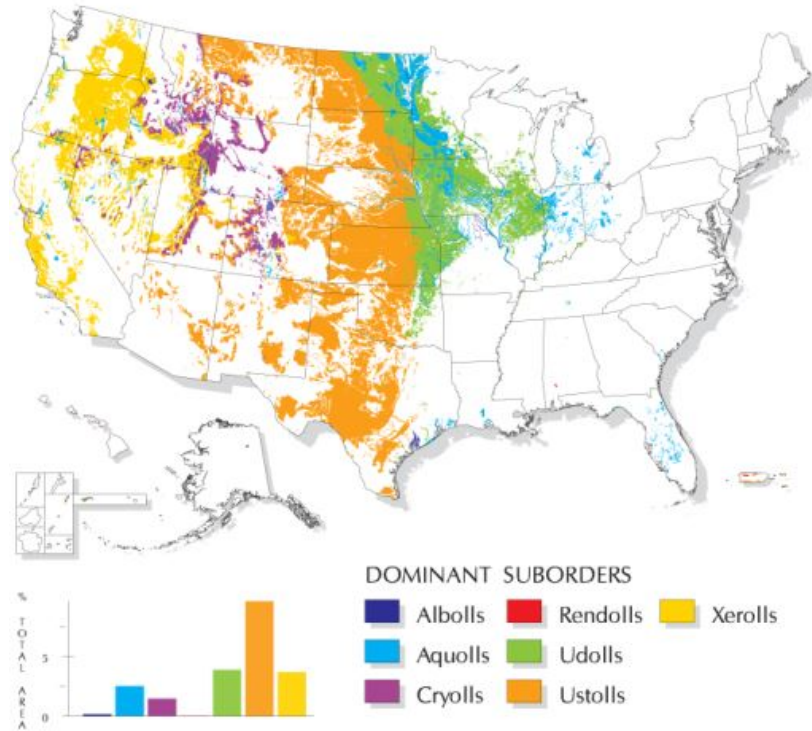 % TOTAL AREA
5
0
DOMINANT SUBORDERS
Albolls Rendolls Xerolls
Aquolls Udolls
Cryolls Ustolls